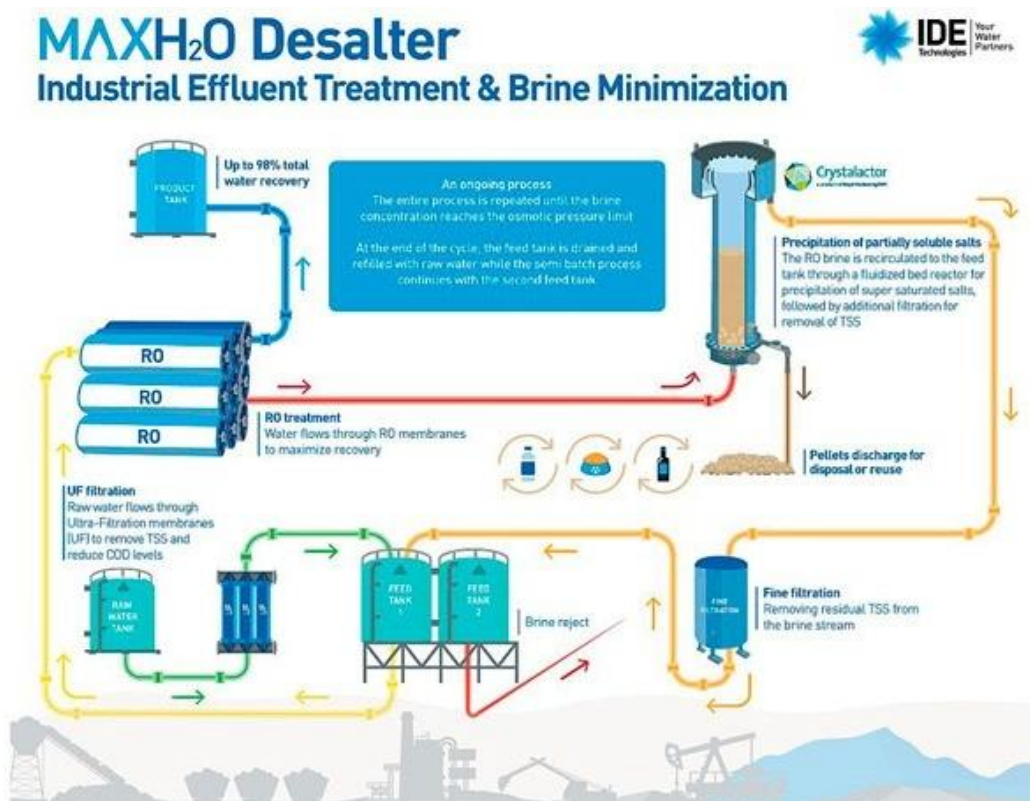 MAXH2O Desalter
Industrial Effluent Treatment & Brine Minimization
IDE
Technologies
Your
Water
Partners
PRODUCT
TANK
Up to 98% total
water recovery
An ongoing process
The entire process is repeated until the brine
concentration reaches the osmotic pressure limit
At the end of the cycle, the feed tank is drained and
refilled with raw water while the semi batch process
continues with the second feed tank
Crystalactor
Precipitation of partially soluble salts
The RO brine is recirculated to the feed
tank through a fluidized bed reactor for
precipitation of super saturated salts,
followed by additional filtration for
removal of TSS
RO
RO
RO
RO treatment
Water flows through RO membranes
to maximize recovery
Pellets discharge for
disposal or reuse
UF filtration
Raw water flows through
Ultra-Filtration membranes
(UF) to remove TSS and
reduce COD levels
RAW
WATER
TANK
UF
UF
UF
FEED
TANK
1
FEED
TANK
2
Brine reject
FINE
FILTRATION
Fine filtration
Removing residual TSS from
the brine stream